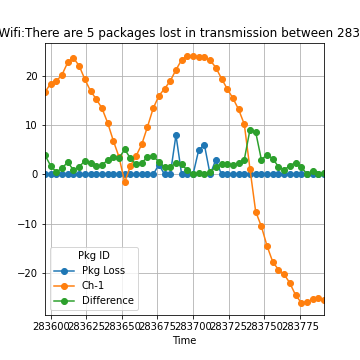 Wifi:There are 5 packages lost in transmission between 283
20
10
0
−10
−20
Pkg ID
Pkg Loss
Ch-1
Difference
283600 283625 283650 283675 283700 283725 283750 283775
Time